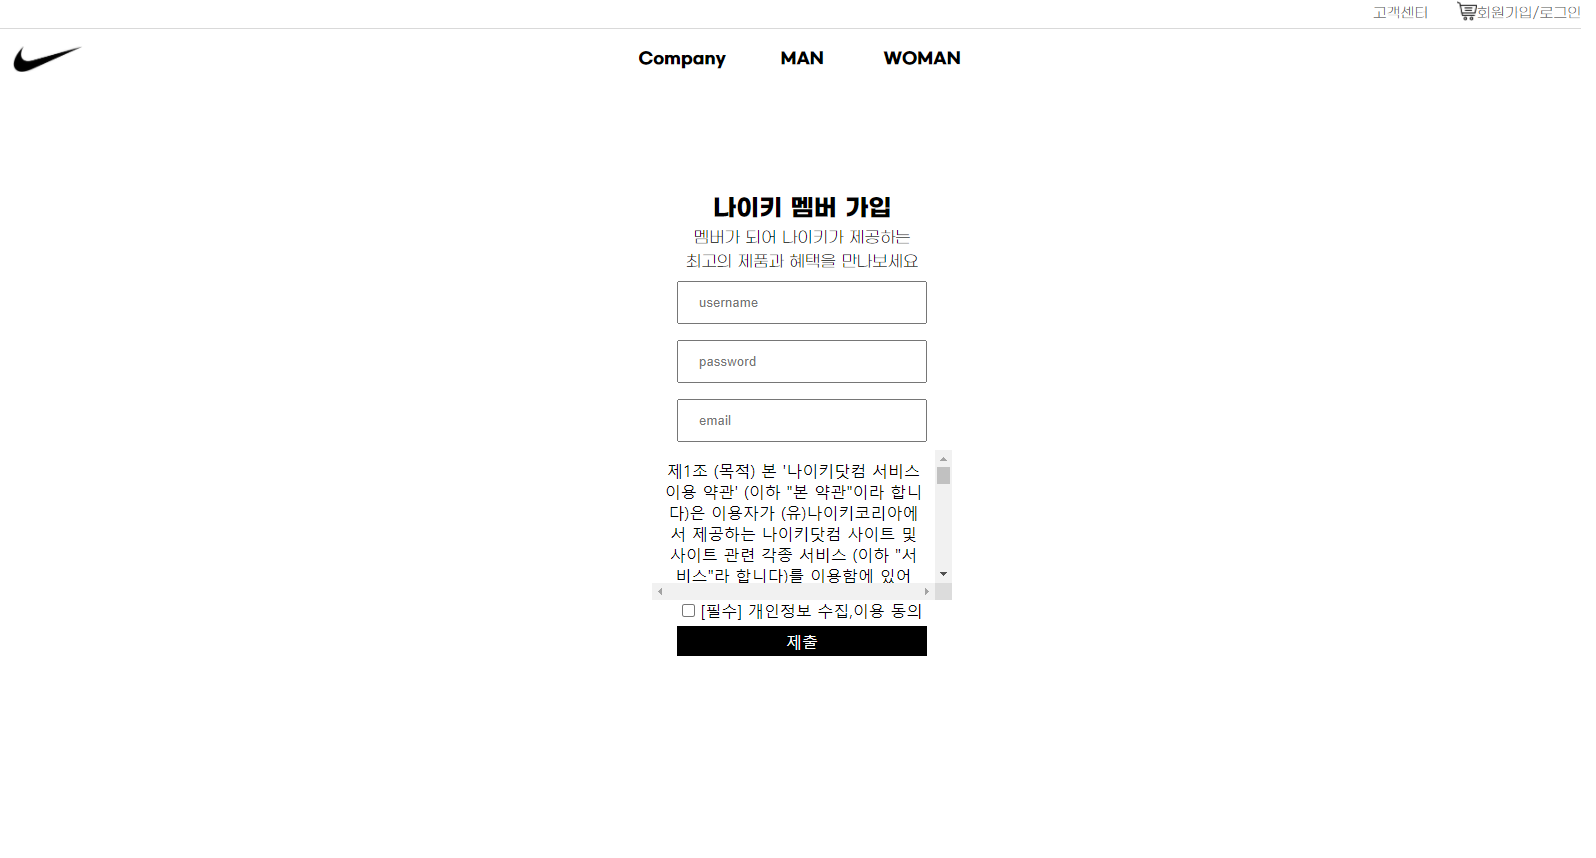 고객센터 회원가입/로그인
Company MAN WOMAN
나이키 멤버 가입
멤버가 되어 나이키가 제공하는
최고의 제품과 혜택을 만나보세요
username
password
email
제1조 (목적) 본 '나이키닷컴 서비스
이용 약관' (이하 "본 약관"이라 합니
다)은 이용자가 (유)나이키코리아에
서 제공하는 나이키닷컴 사이트 및
사이트 관련 각종 서비스 (이하 "서
비스"라 합니다)를 이용함에 있어
[필수] 개인정보 수집,이용 동의
제출